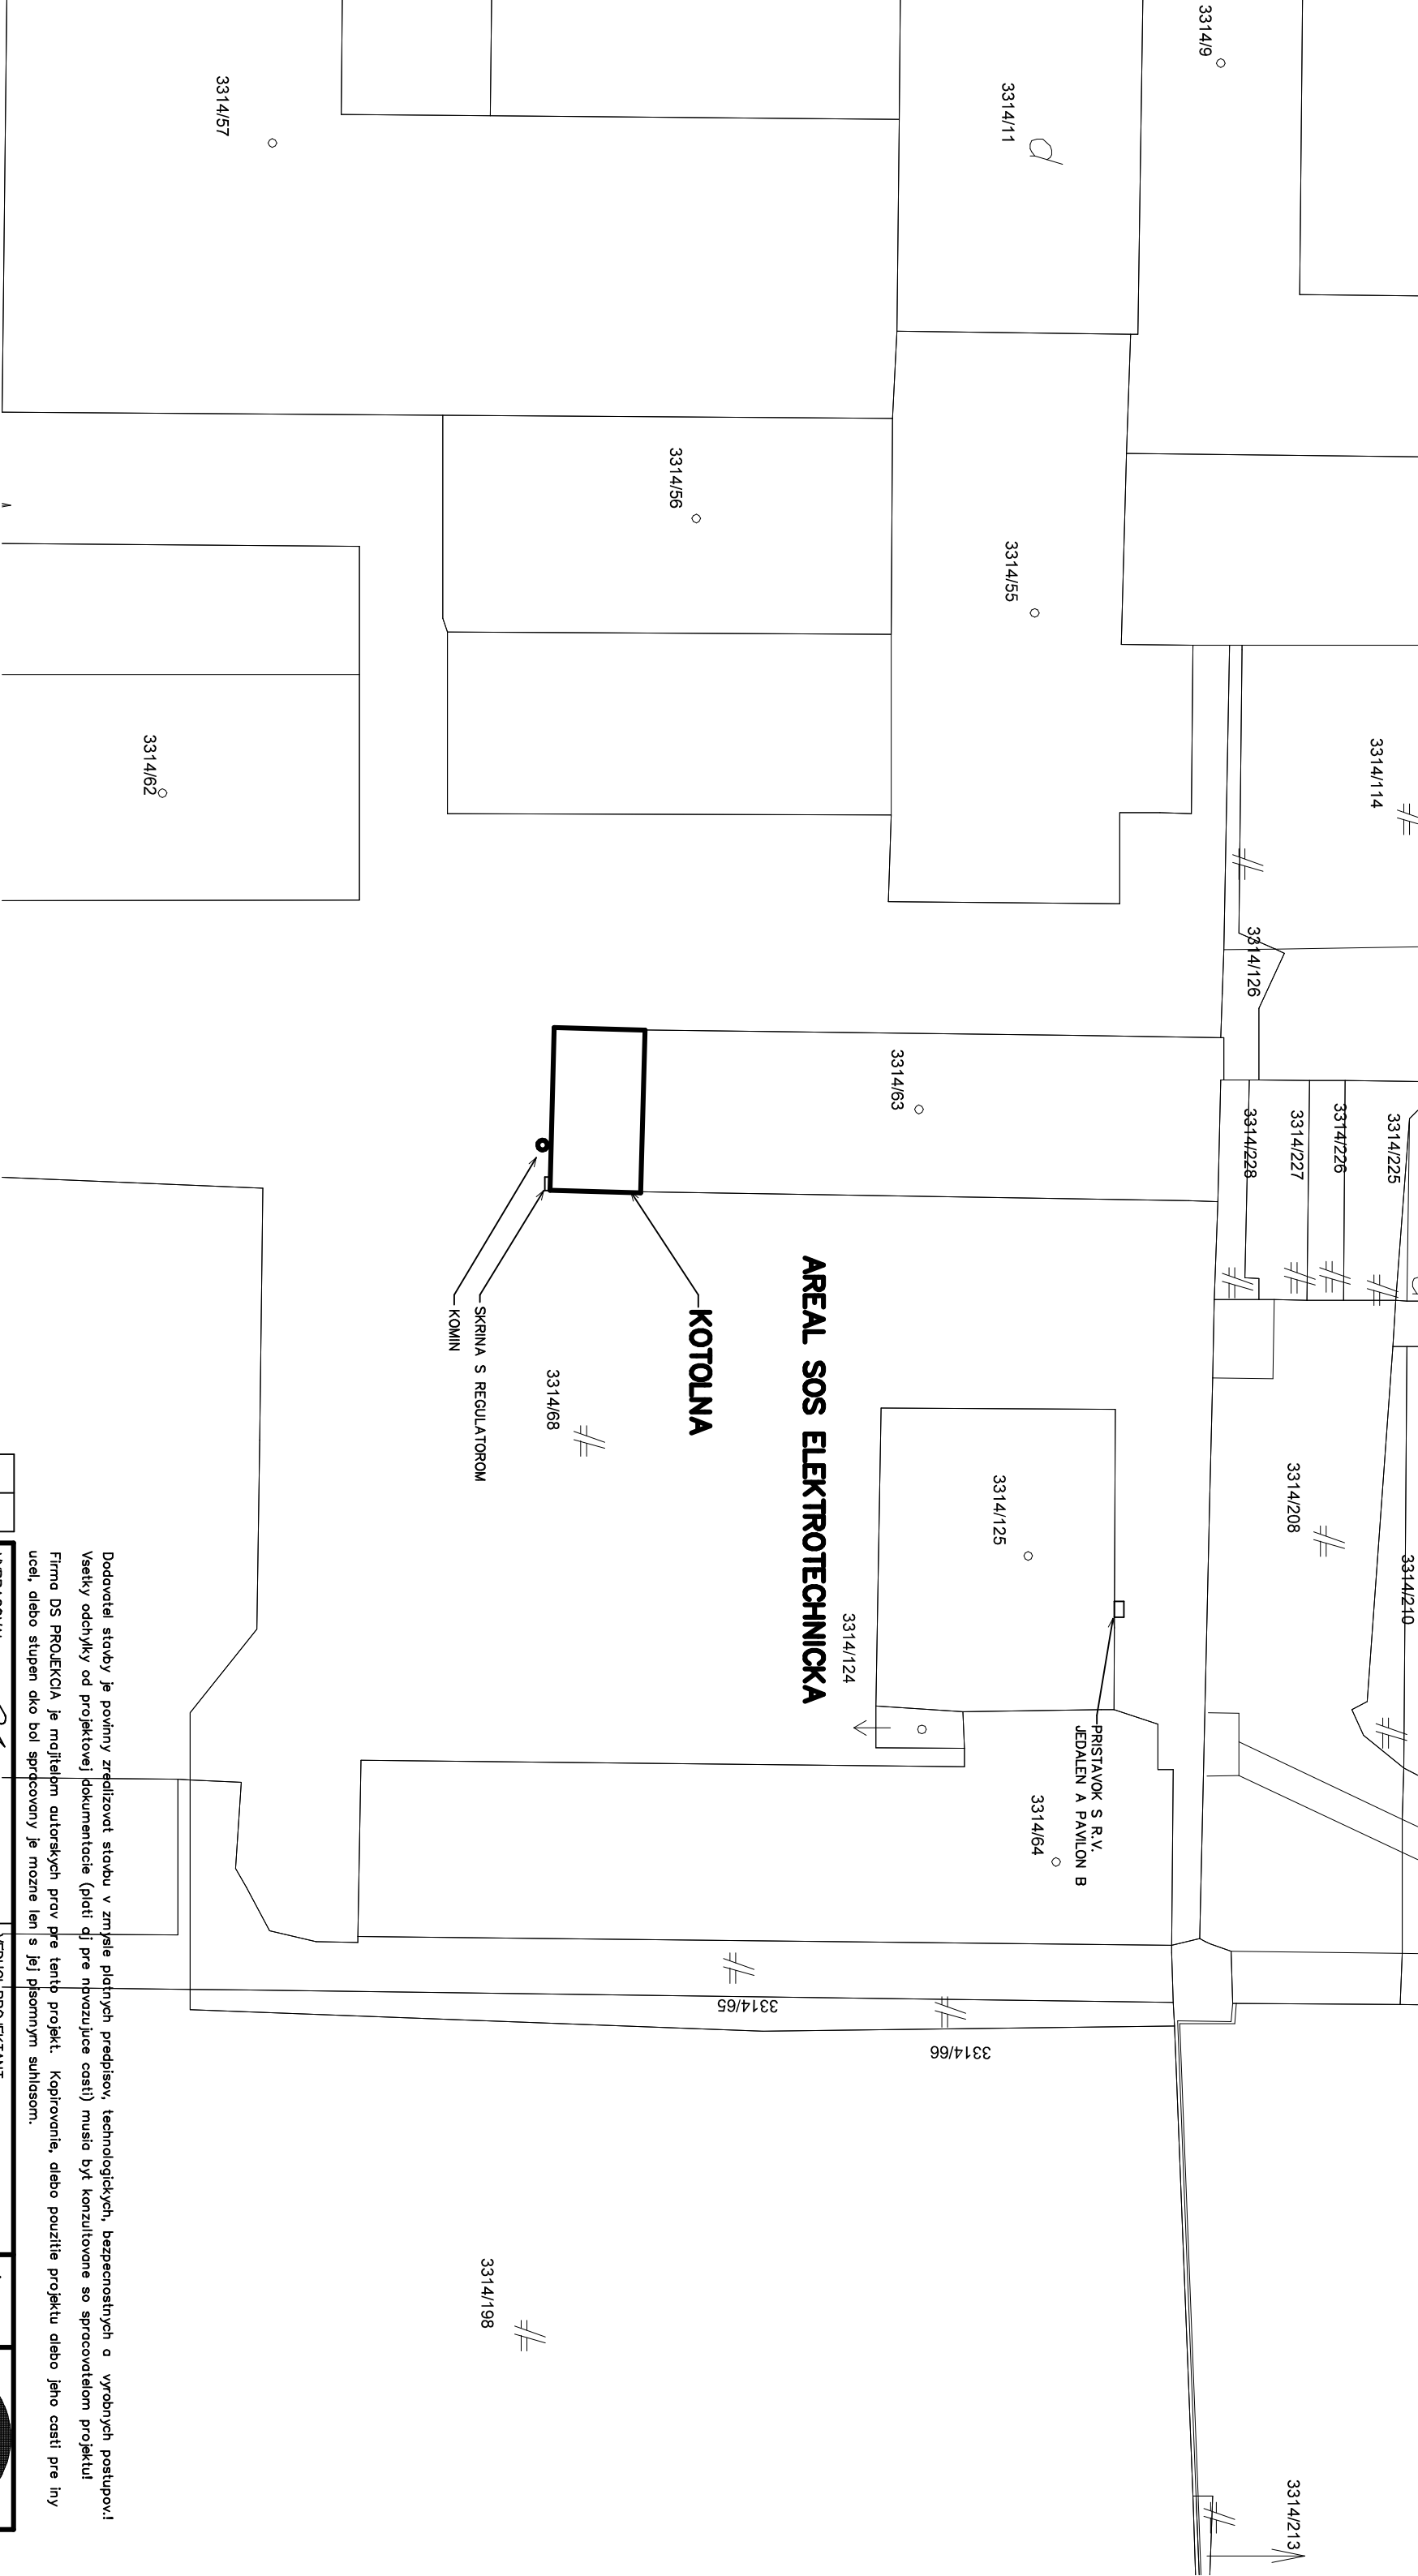 3314/9
3314/11
3314/57
3314/56
3314/55
3314/114
3314/62
3314/126
3314/63
3314/228
3314/227
3314/226
3314/225
AREAL SOS ELEKTROTECHNICKA
KOTOLNA
SKRINA S REGULATOROM
KOMIN
3314/68
3314/125
3314/208
3314/210
3314/124
PRISTAVOK S R.V.
JEDALEN A PAVILON B
3314/64
3314/65
3314/66
3314/198
3314/213
Dodavatel stavby je povinny zrealizovat stavbu v zmysle platnych predpisov, technologickych, bezpecnostnych a vyrobnych postupov.!
Vsetky odchylky od projektovej dokumentacie (plati aj pre navazujuce casti) musia byt konzultovane so spracovatelom projektu!
Firma DS PROJEKCIA je majitelom autorskych prav pre tento projekt. Kopirovanie, alebo pouzitie projektu alebo jeho casti pre iny
ucel, alebo stupen ako bol spracovany je mozne len s jej pisomnym suhlasom.